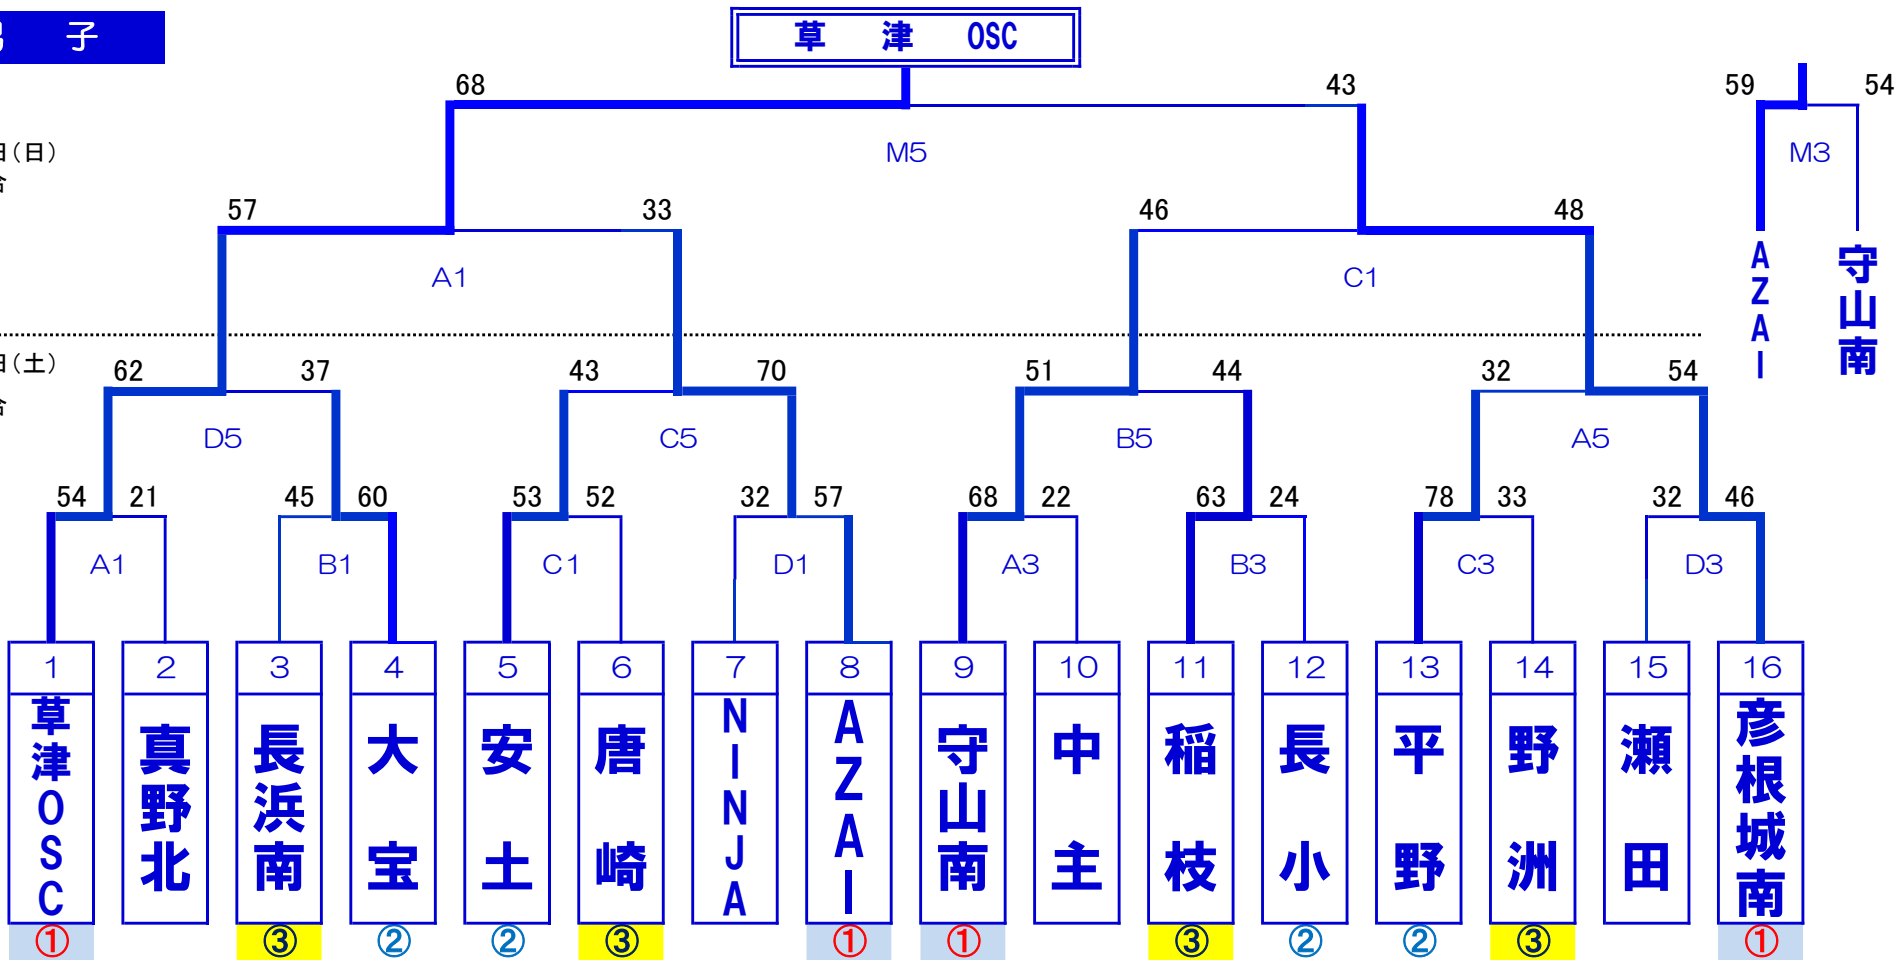 子
草 津 OSC
68 43
59 54
日(日)
M5
M3
57 33 46 48
A1 C1
AZAI
守山南
日(土)
62 37 43 70 51 44 32 54
D5 C5 B5 A5
54 21 45 60 53 52 32 57 68 22 63 24 78 33 32 46
A1 B1 C1 D1 A3 B3 C3 D3
1 2 3 4 5 6 7 8 9 10 11 12 13 14 15 16
草津OSC
真野北
長浜南
大宝
安土
唐崎
NINJA
AZAI
守山南
中主
稲枝
長小
平野
野洲
瀬田
彦根城南
① ③ ② ② ③ ① ① ③ ② ② ③ ①